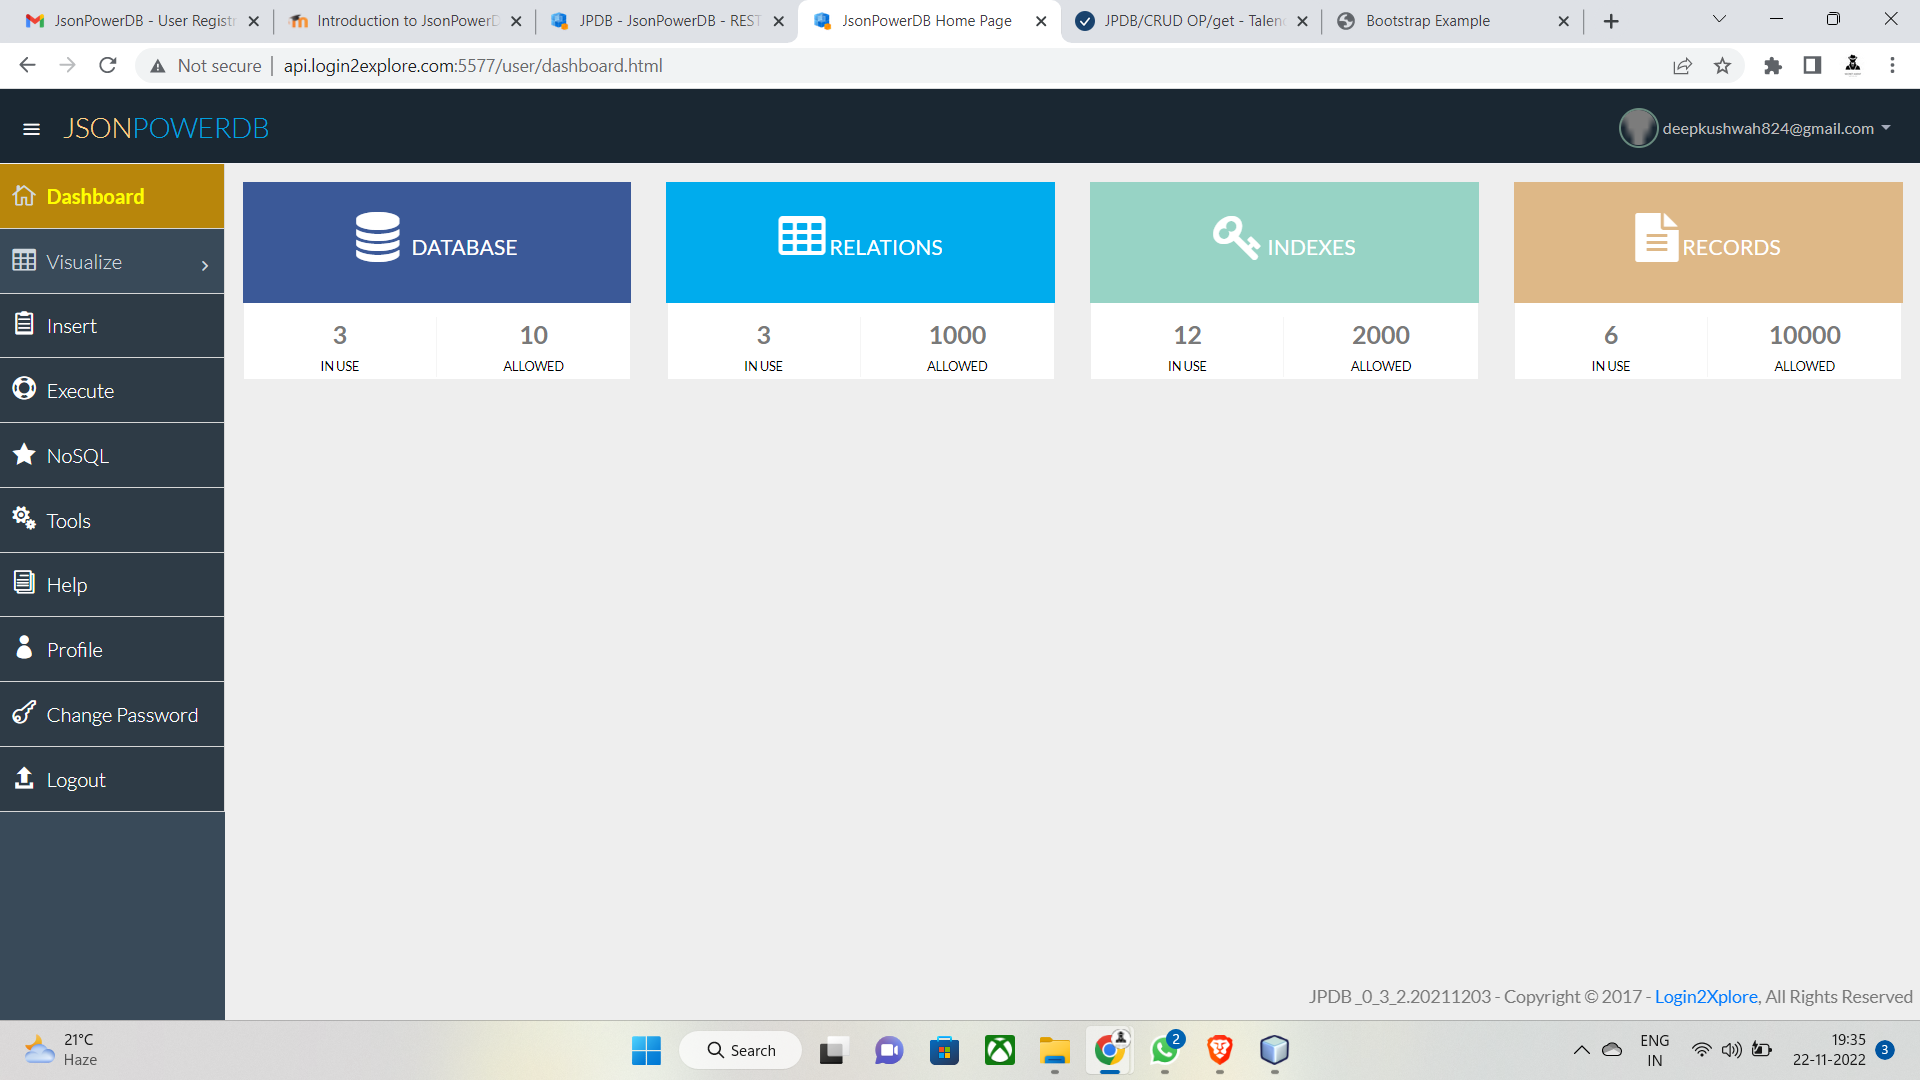 JsonPowerDB - User Registr
Introduction to JsonPowerD
JPDB - JsonPowerDB - REST
JsonPowerDB Home Page
JPDB/CRUD OP/get - Talen
Bootstrap Example
Not secure
api.login2explore.com:5577/user/dashboard.html
JSONPOWERDB
deepkushwah824@gmail.com
Dashboard
Visualize
Insert
Execute
NoSQL
Tools
Help
Profile
Change Password
Logout
DATABASE
3
IN USE
10
ALLOWED
RELATIONS
3
IN USE
1000
ALLOWED
INDEXES
12
IN USE
2000
ALLOWED
RECORDS
6
IN USE
10000
ALLOWED
JPDB_0_3_2.20211203 - Copyright © 2017 - Login2Xplore, All Rights Reserved
21°C
Haze
Search
2
ENG
IN
19:35
22-11-2022
3